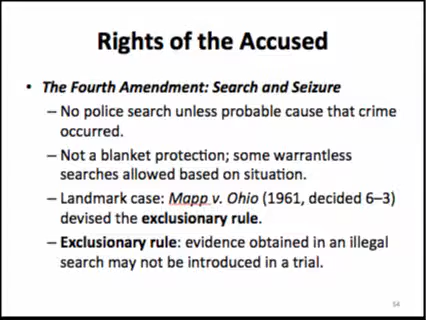 Rights of the Accused
• The Fourth Amendment: Search and Seizure
– No police search unless probable cause that crime
occurred.
– Not a blanket protection; some warrantless
searches allowed based on situation.
– Landmark case: Mapp v. Ohio (1961, decided 6–3)
devised the exclusionary rule.
– Exclusionary rule: evidence obtained in an illegal
search may not be introduced in a trial.
54